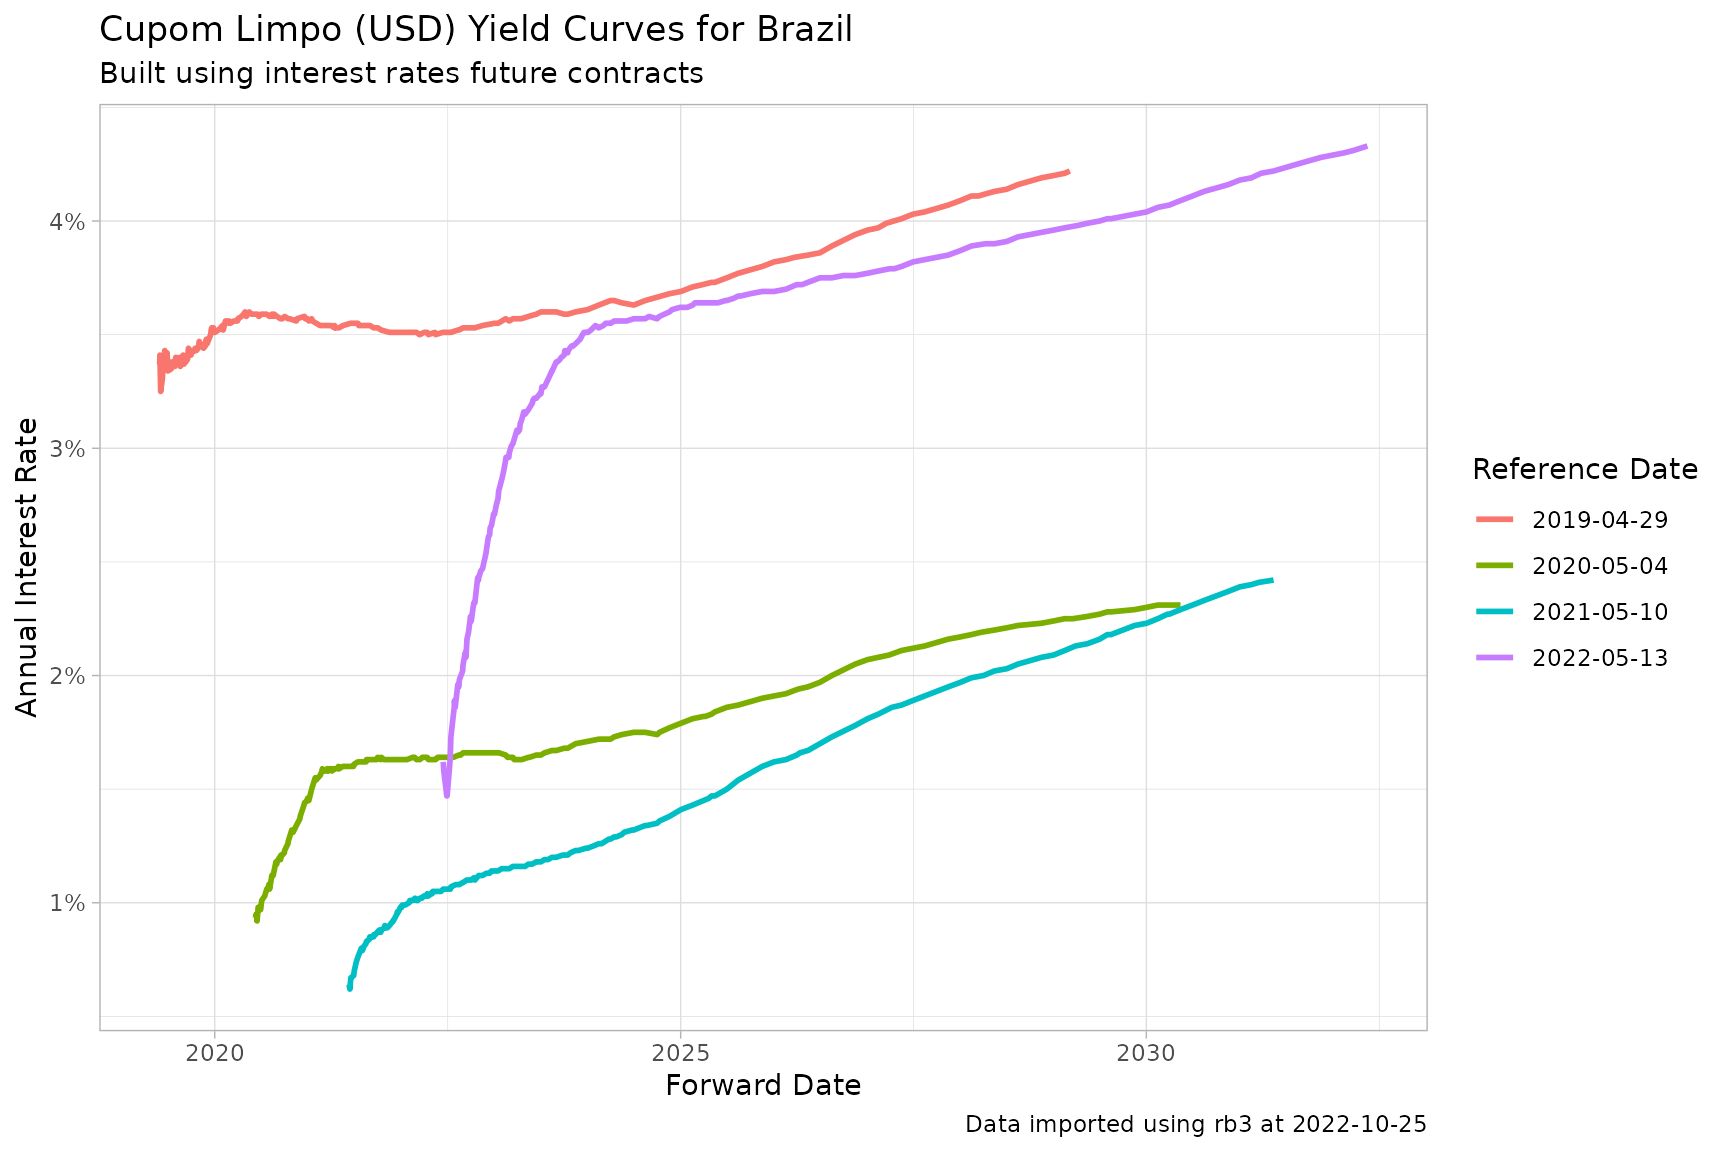 Cupom Limpo (USD) Yield Curves for Brazil
Built using interest rates future contracts
Annual Interest Rate
4%
3%
2%
1%
2020
2025
2030
Forward Date
Reference Date
2019-04-29
2020-05-04
2021-05-10
2022-05-13
Data imported using rb3 at 2022-10-25